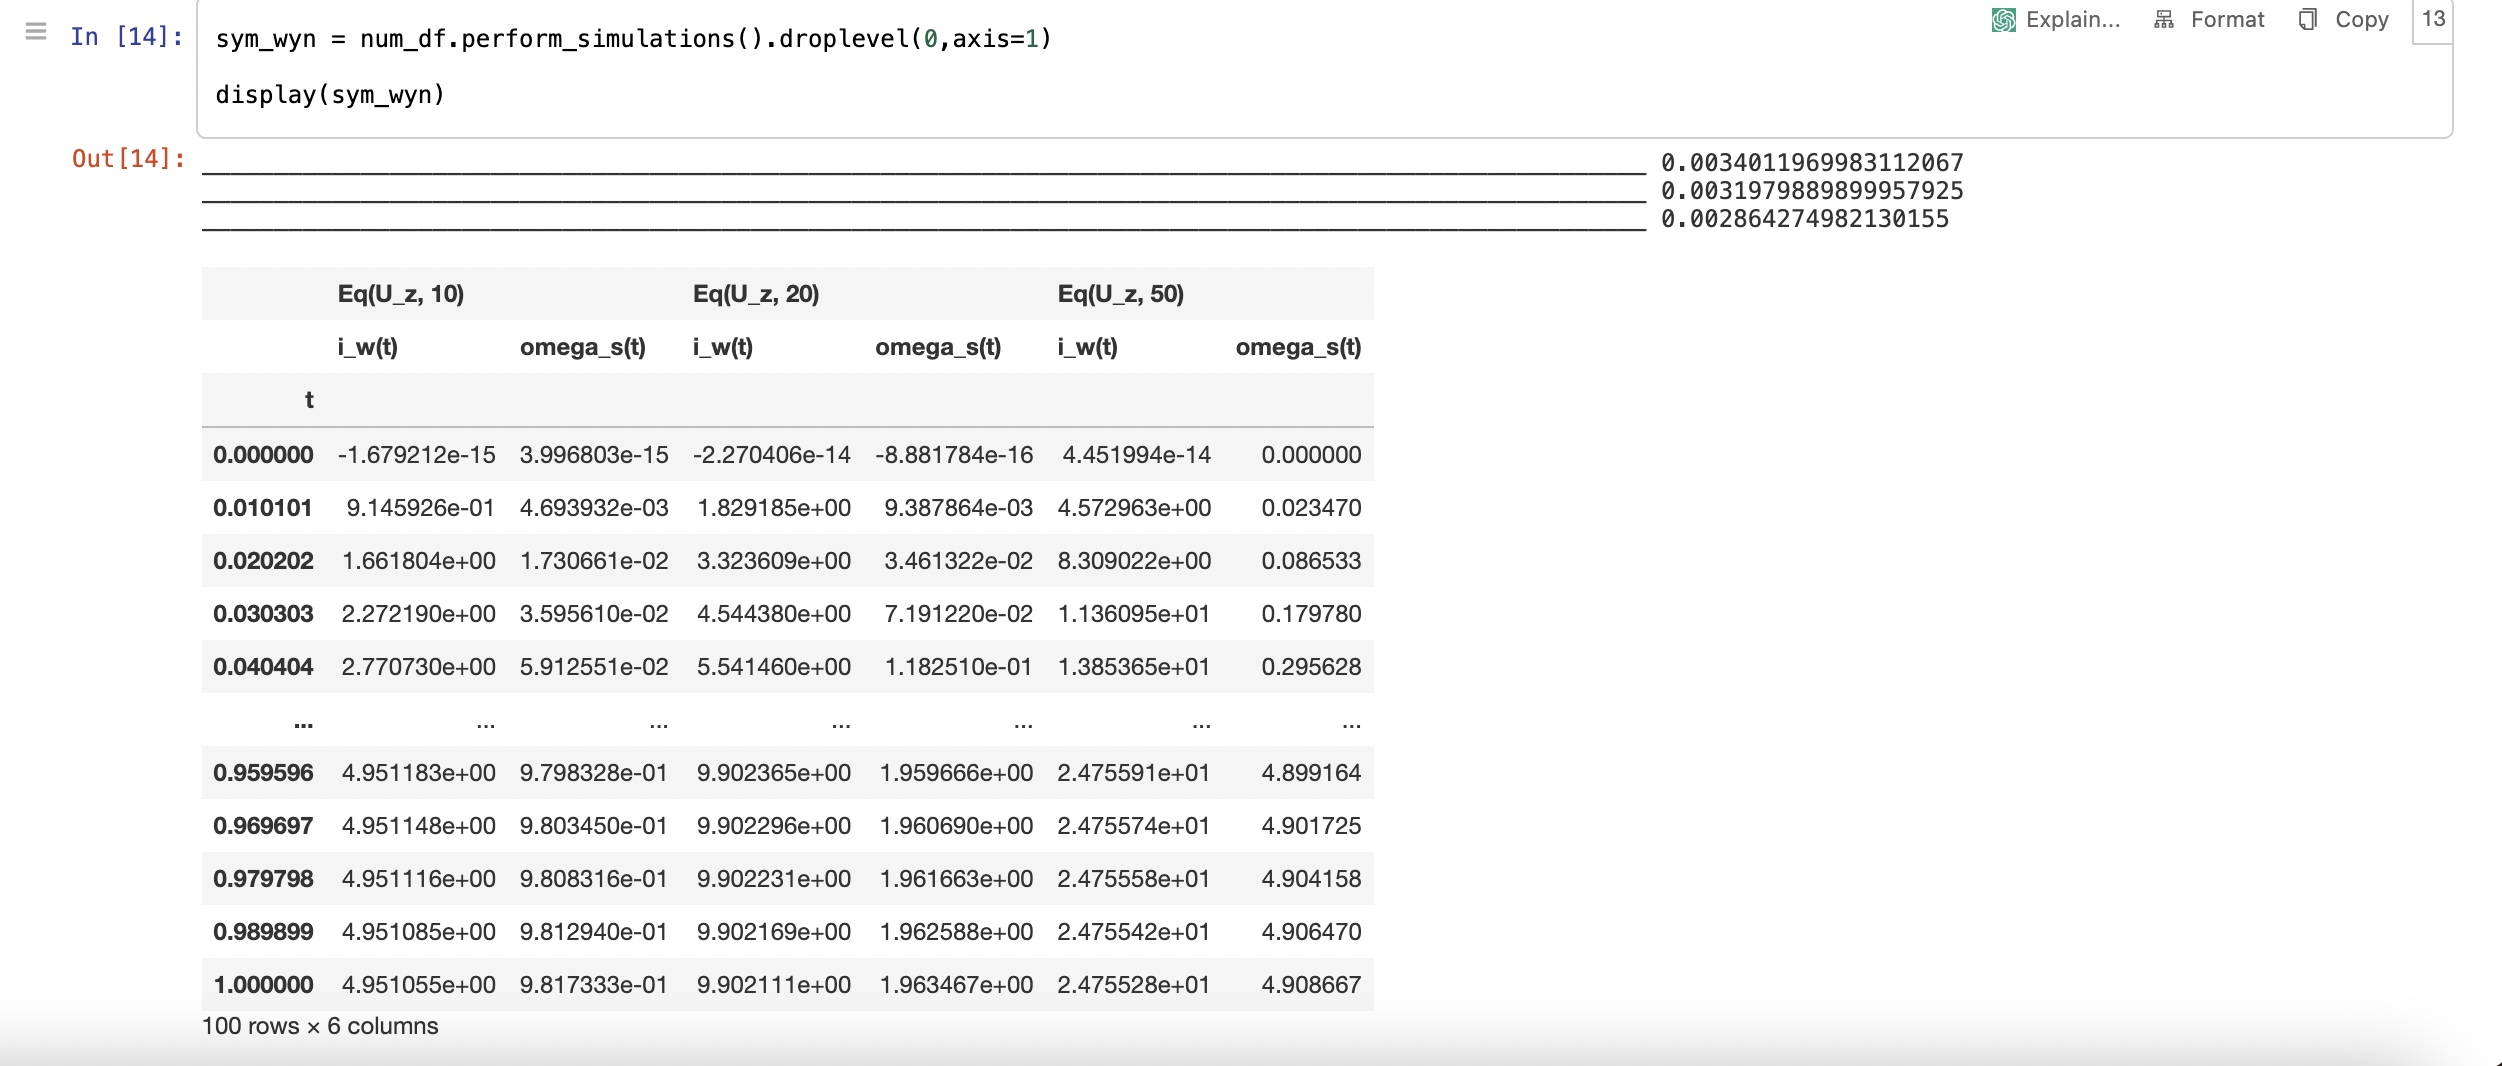 In [14]: sym_wyn = num_df.perform_simulations().droplevel(0,axis=1) Explain... Format Copy 13
display(sym_wyn)
Out[14]: 0.0034011969983112067
0.0031979889899957925
0.002864274982130155
Eq(U_z, 10) Eq(U_z, 20) Eq(U_z, 50)
i_w(t) omega_s(t) i_w(t) omega_s(t) i_w(t) omega_s(t)
t
0.000000 -1.679212e-15 3.996803e-15 -2.270406e-14 -8.881784e-16 4.451994e-14 0.000000
0.010101 9.145926e-01 4.693932e-03 1.829185e+00 9.387864e-03 4.572963e+00 0.023470
0.020202 1.661804e+00 1.730661e-02 3.323609e+00 3.461322e-02 8.309022e+00 0.086533
0.030303 2.272190e+00 3.595610e-02 4.544380e+00 7.191220e-02 1.136095e+01 0.179780
0.040404 2.770730e+00 5.912551e-02 5.541460e+00 1.182510e-01 1.385365e+01 0.295628
... ... ... ... ... ... ...
0.959596 4.951183e+00 9.798328e-01 9.902365e+00 1.959666e+00 2.475591e+01 4.899164
0.969697 4.951148e+00 9.803450e-01 9.902296e+00 1.960690e+00 2.475574e+01 4.901725
0.979798 4.951116e+00 9.808316e-01 9.902231e+00 1.961663e+00 2.475558e+01 4.904158
0.989899 4.951085e+00 9.812940e-01 9.902169e+00 1.962588e+00 2.475542e+01 4.906470
1.000000 4.951055e+00 9.817333e-01 9.902111e+00 1.963467e+00 2.475528e+01 4.908667
100 rows × 6 columns